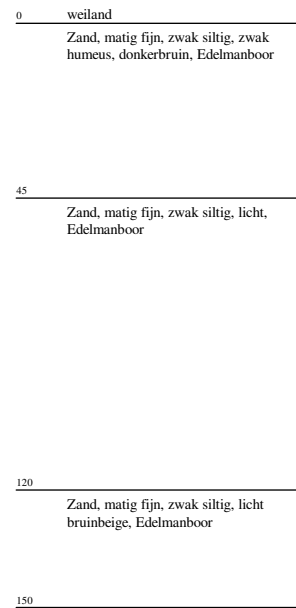 0 weiland
Zand, matig fijn, zwak siltig, zwak
humeus, donkerbruin, Edelmanboor
45
Zand, matig fijn, zwak siltig, licht,
Edelmanboor
120
Zand, matig fijn, zwak siltig, licht
bruinbeige, Edelmanboor
150